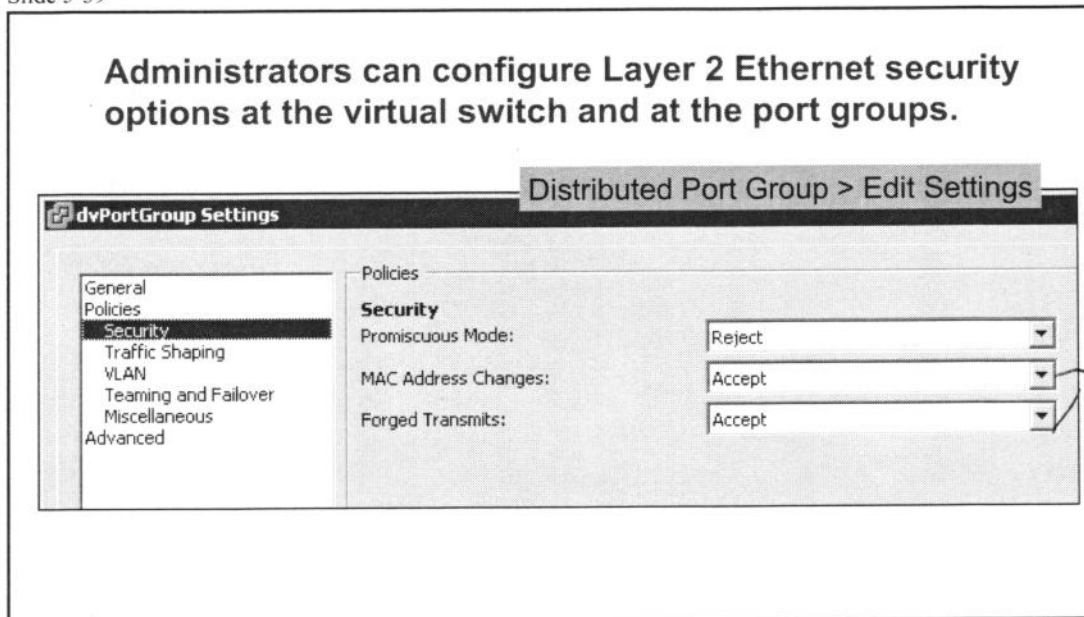 Administrators can configure Layer 2 Ethernet security
options at the virtual switch and at the port groups.
Distributed Port Group > Edit Settings
dvPortGroup Settings
General
Policies
Security
Traffic Shaping
VLAN
Teaming and Failover
Miscellaneous
Advanced
Policies
Security
Promiscuous Mode: Reject
MAC Address Changes: Accept
Forged Transmits: Accept